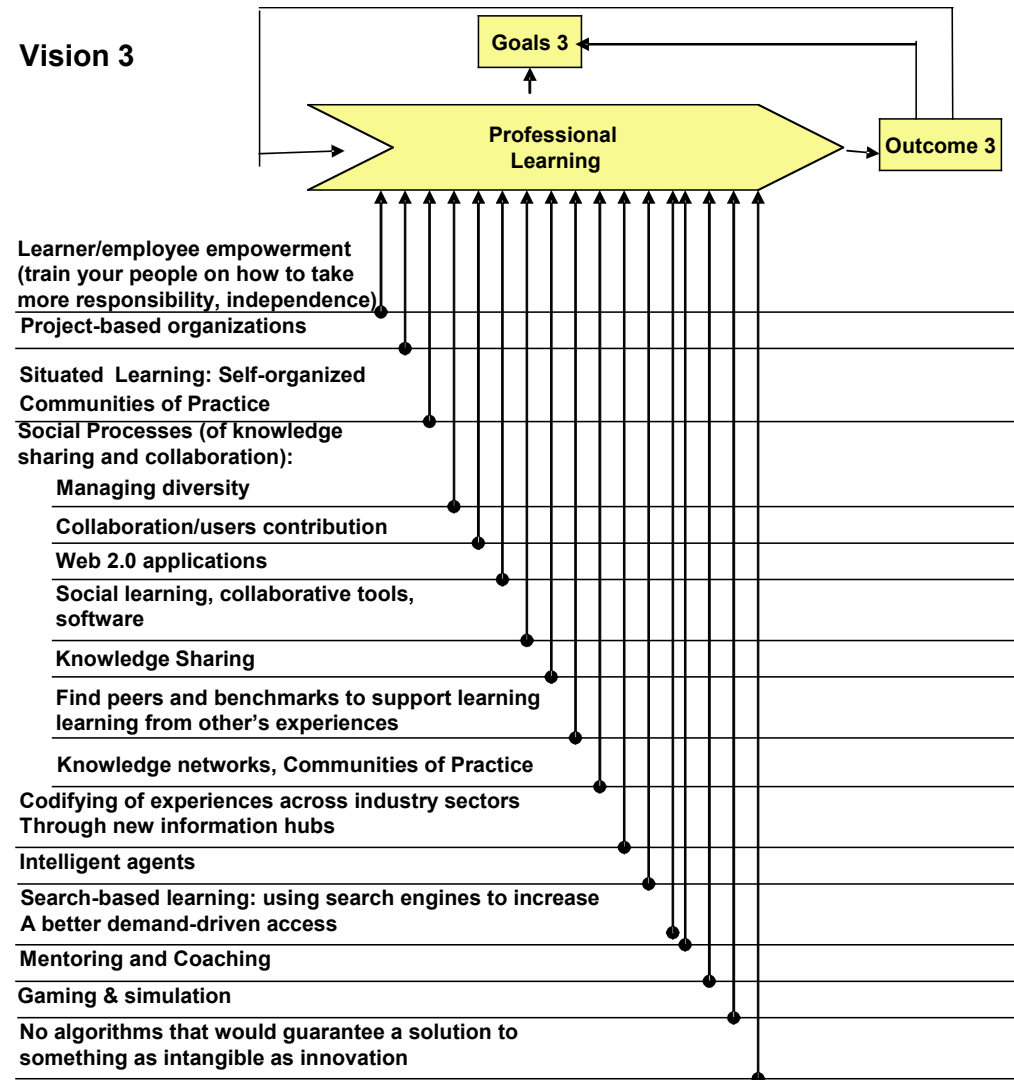 Vision 3
Goals 3
Professional
Learning
Outcome 3
Learner/employee empowerment
(train your people on how to take
more responsibility, independence)
Project-based organizations
Situated Learning: Self-organized
Communities of Practice
Social Processes (of knowledge
sharing and collaboration):
Managing diversity
Collaboration/users contribution
Web 2.0 applications
Social learning, collaborative tools,
software
Knowledge Sharing
Find peers and benchmarks to support learning
learning from other's experiences
Knowledge networks, Communities of Practice
Codifying of experiences across industry sectors
Through new information hubs
Intelligent agents
Search-based learning: using search engines to increase
A better demand-driven access
Mentoring and Coaching
Gaming & simulation
No algorithms that would guarantee a solution to
something as intangible as innovation